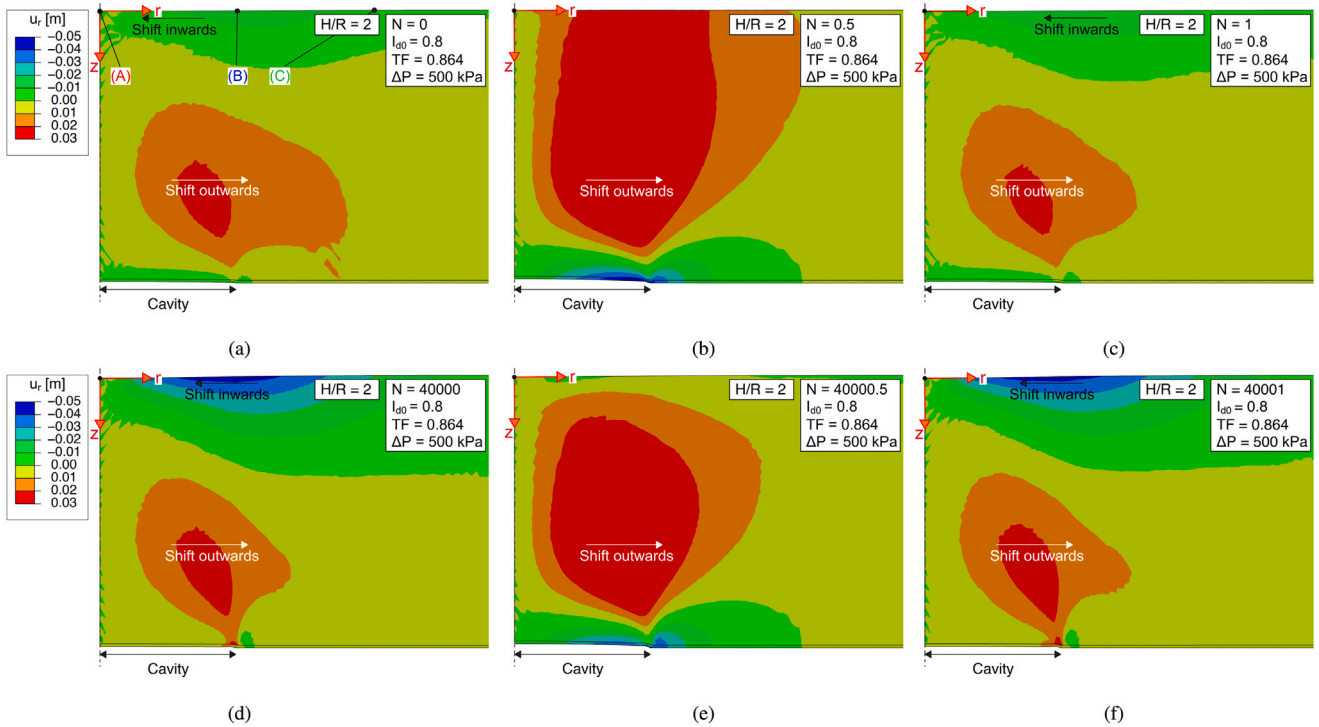 u_r [m]
−0.05
−0.04
−0.03
−0.02
−0.01
0.00
0.01
0.02
0.03
r
z
Shift inwards
(A)
(B)
(C)
H/R = 2
N = 0
I_d0 = 0.8
TF = 0.864
ΔP = 500 kPa
Shift outwards
Cavity
(a)
r
z
H/R = 2
N = 0.5
I_d0 = 0.8
TF = 0.864
ΔP = 500 kPa
Shift outwards
Cavity
(b)
r
z
Shift inwards
H/R = 2
N = 1
I_d0 = 0.8
TF = 0.864
ΔP = 500 kPa
Shift outwards
Cavity
(c)
u_r [m]
−0.05
−0.04
−0.03
−0.02
−0.01
0.00
0.01
0.02
0.03
r
z
Shift inwards
H/R = 2
N = 40000
I_d0 = 0.8
TF = 0.864
ΔP = 500 kPa
Shift outwards
Cavity
(d)
r
z
H/R = 2
N = 40000.5
I_d0 = 0.8
TF = 0.864
ΔP = 500 kPa
Shift outwards
Cavity
(e)
r
z
Shift inwards
H/R = 2
N = 40001
I_d0 = 0.8
TF = 0.864
ΔP = 500 kPa
Shift outwards
Cavity
(f)